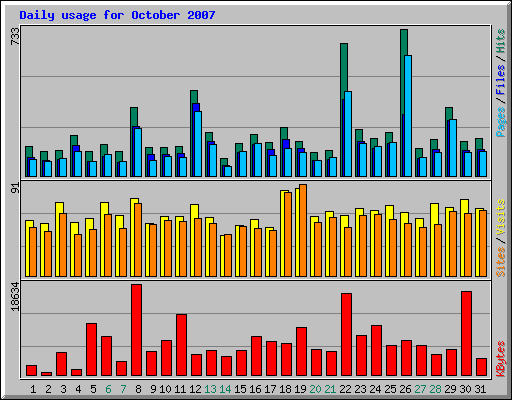 Daily usage for October 2007
733
Pages / Files / Hits
91
Sites / Visits
18634
KBytes
1 2 3 4 5 6 7 8 9 10 11 12 13 14 15 16 17 18 19 20 21 22 23 24 25 26 27 28 29 30 31